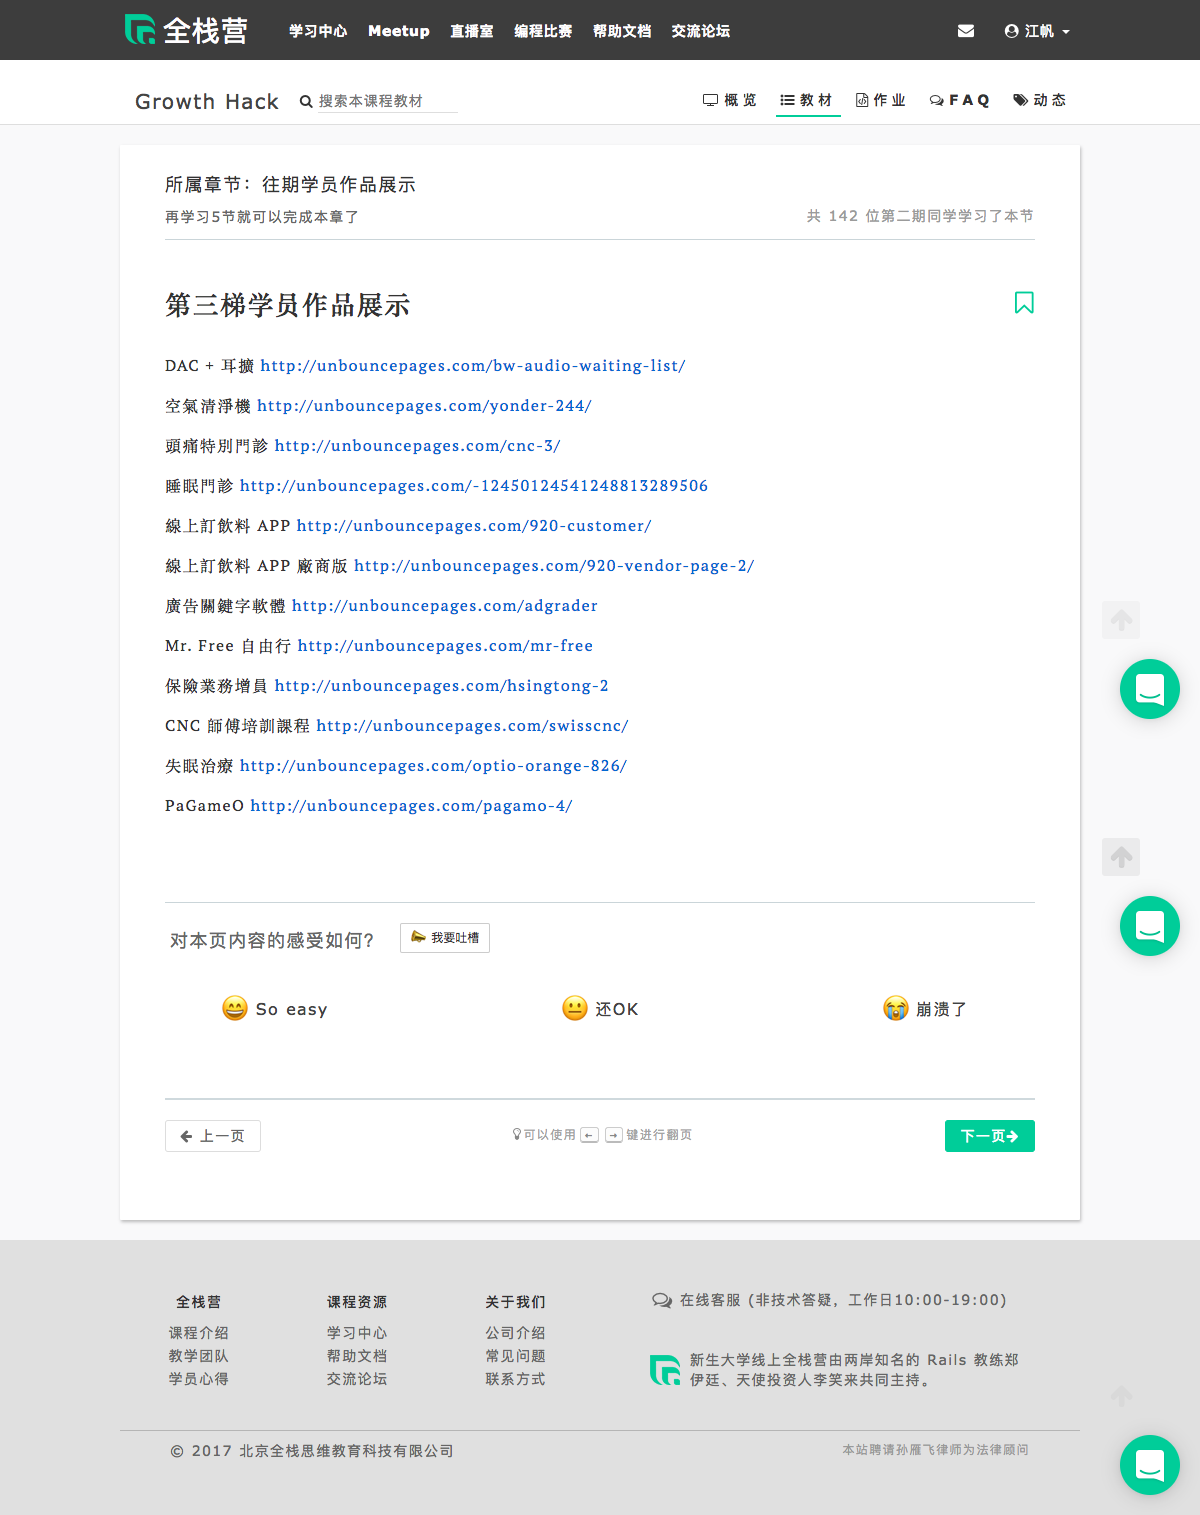 全栈营 学习中心 Meetup 直播室 编程比赛 帮助文档 交流论坛 江帆
Growth Hack 搜索本课程教材 概览 教材 作业 FAQ 动态
所属章节：往期学员作品展示
再学习5节就可以完成本章了 共 142 位第二期同学学习了本节
第三梯学员作品展示
DAC + 耳擴 http://unbouncepages.com/bw-audio-waiting-list/
空氣清淨機 http://unbouncepages.com/yonder-244/
頭痛特別門診 http://unbouncepages.com/cnc-3/
睡眠門診 http://unbouncepages.com/-12450124541248813289506
線上訂飲料 APP http://unbouncepages.com/920-customer/
線上訂飲料 APP 廠商版 http://unbouncepages.com/920-vendor-page-2/
廣告關鍵字軟體 http://unbouncepages.com/adgrader
Mr. Free 自由行 http://unbouncepages.com/mr-free
保險業務增員 http://unbouncepages.com/hsingtong-2
CNC 師傅培訓課程 http://unbouncepages.com/swisscnc/
失眠治療 http://unbouncepages.com/optio-orange-826/
PaGameO http://unbouncepages.com/pagamo-4/
对本页内容的感受如何? 我要吐槽
So easy 还OK 崩溃了
← 上一页 可以使用 ← → 键进行翻页 下一页→
全栈营 课程资源 关于我们 在线客服 (非技术答疑，工作日10:00-19:00)
课程介绍 学习中心 公司介绍
教学团队 帮助文档 常见问题
学员心得 交流论坛 联系方式
新生大学线上全栈营由两岸知名的 Rails 教练郑
伊廷、天使投资人李笑来共同主持。
© 2017 北京全栈思维教育科技有限公司 本站聘请孙雁飞律师为法律顾问